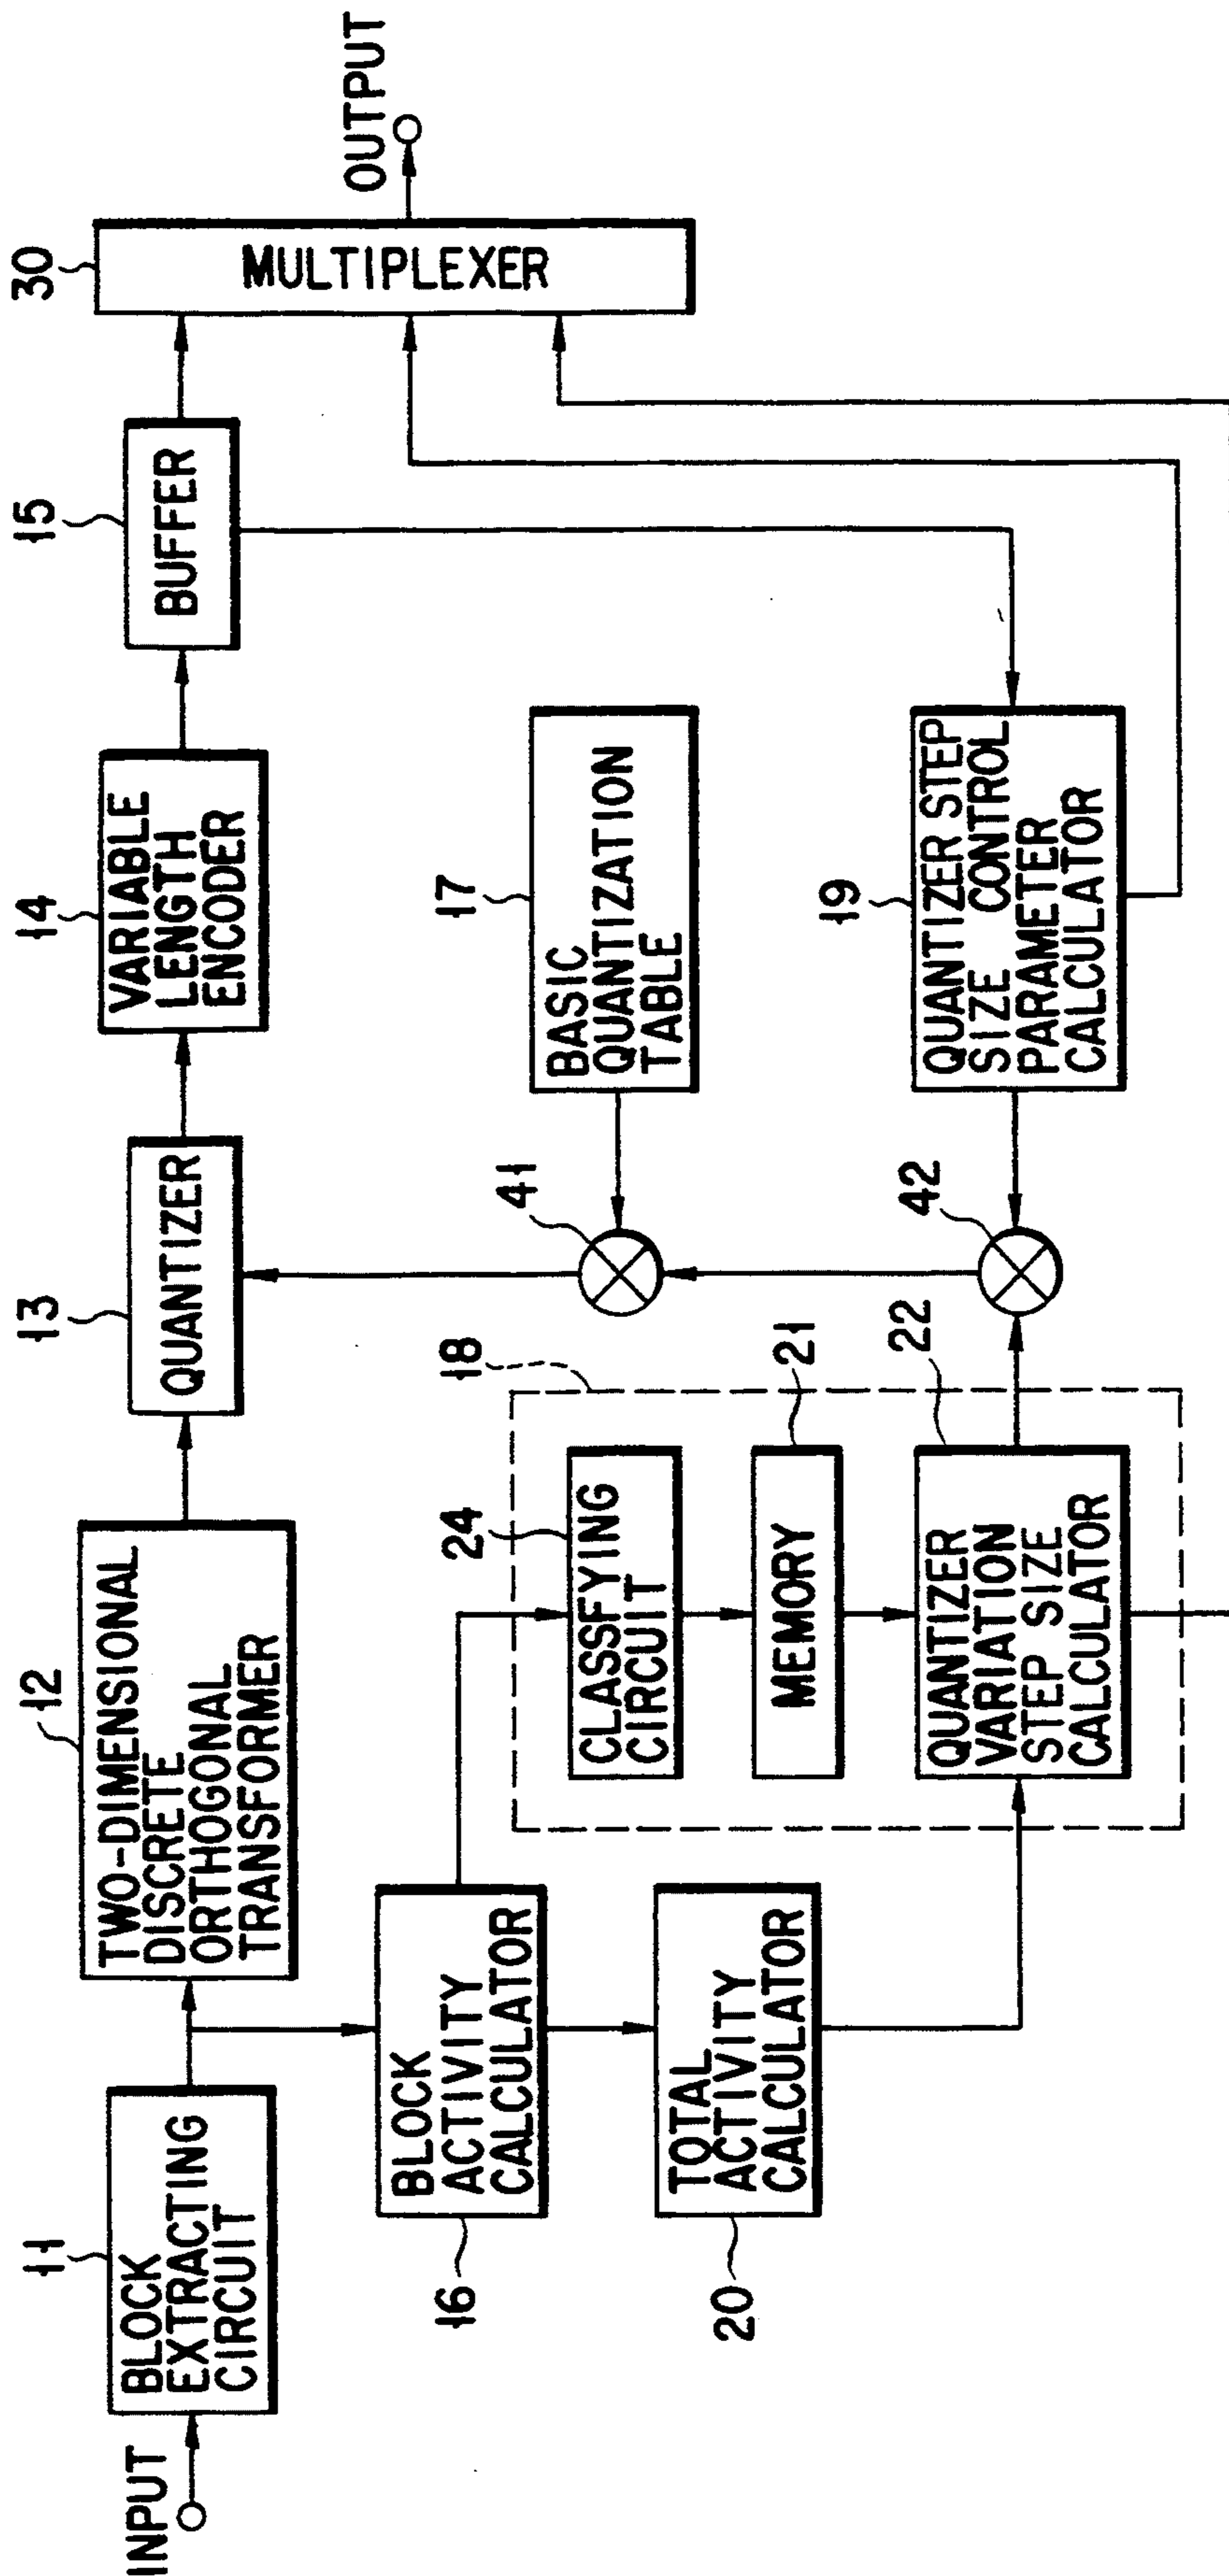 INPUT
11
BLOCK
EXTRACTING
CIRCUIT
12
TWO-DIMENSIONAL
DISCRETE
ORTHOGONAL
TRANSFORMER
13
QUANTIZER
14
VARIABLE
LENGTH
ENCODER
15
BUFFER
30
MULTIPLEXER
OUTPUT
16
BLOCK
ACTIVITY
CALCULATOR
20
TOTAL
ACTIVITY
CALCULATOR
18
24
CLASSFYING
CIRCUIT
21
MEMORY
22
QUANTIZER
VARIATION
STEP SIZE
CALCULATOR
41
42
17
BASIC
QUANTIZATION
TABLE
19
QUANTIZER STEP
SIZE CONTROL
PARAMETER
CALCULATOR